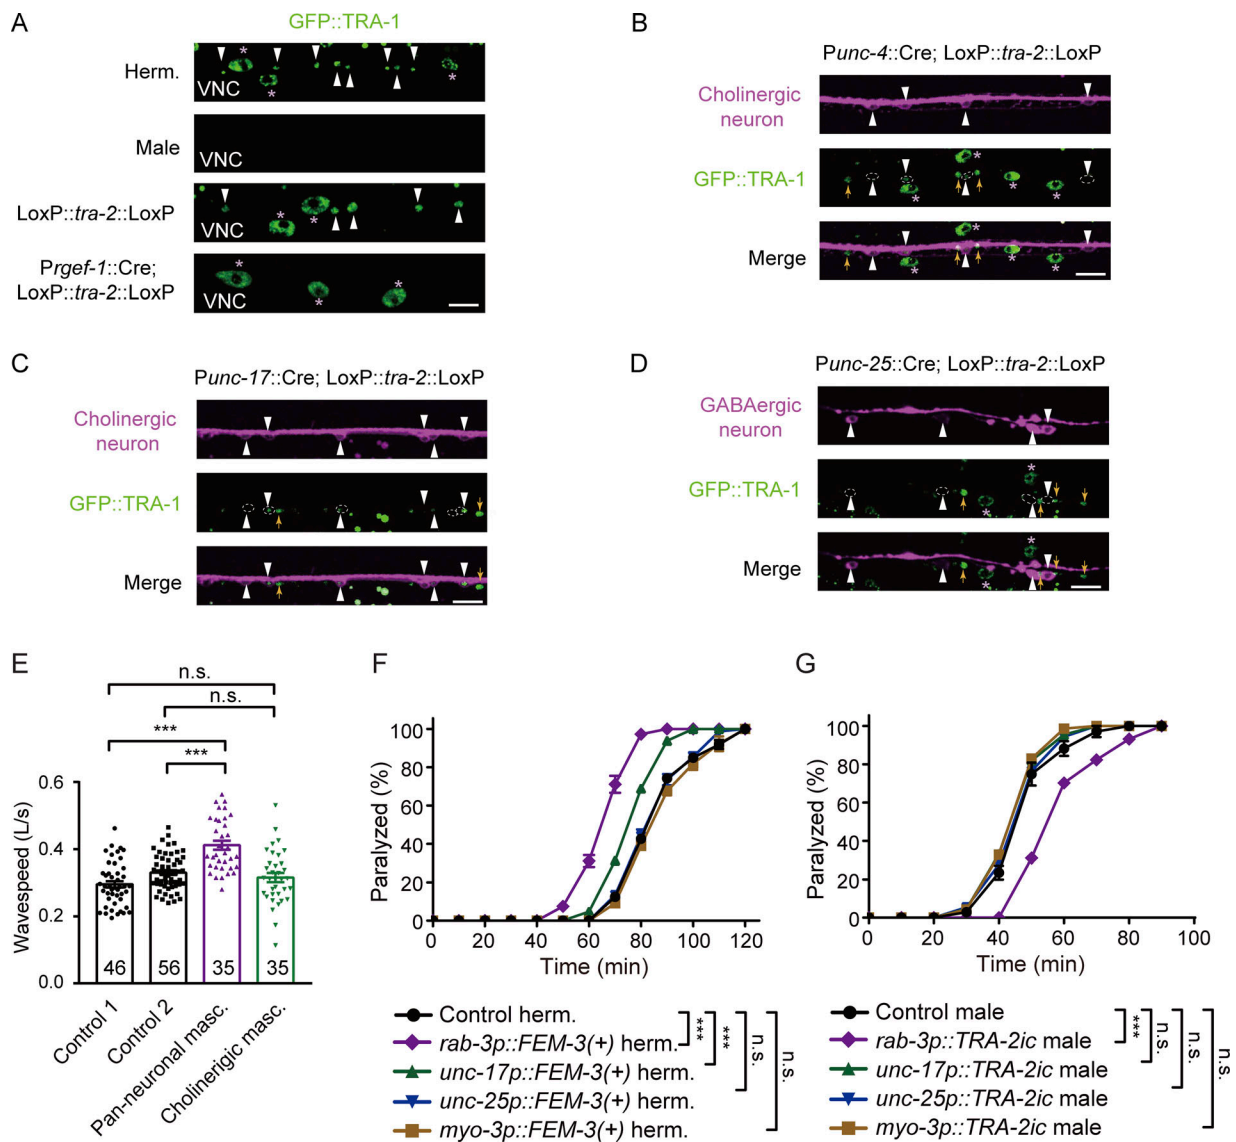 A
GFP::TRA-1
Herm.
VNC
Male
VNC
LoxP::tra-2::LoxP
VNC
Prgef-1::Cre;
LoxP::tra-2::LoxP
VNC
B
Punc-4::Cre; LoxP::tra-2::LoxP
Cholinergic
neuron
GFP::TRA-1
Merge
C
Punc-17::Cre; LoxP::tra-2::LoxP
Cholinergic
neuron
GFP::TRA-1
Merge
D
Punc-25::Cre; LoxP::tra-2::LoxP
GABAergic
neuron
GFP::TRA-1
Merge
E
n.s.
n.s.
***
***
Wavespeed (L/s)
0.6
0.4
0.2
0.0
46 56 35 35
Control 1
Control 2
Pan-neuronal masc.
Cholinerigic masc.
F
Paralyzed (%)
100
80
60
40
20
0
0 20 40 60 80 100 120
Time (min)
Control herm.
rab-3p::FEM-3(+) herm.
unc-17p::FEM-3(+) herm.
unc-25p::FEM-3(+) herm.
myo-3p::FEM-3(+) herm.
***
***
n.s.
n.s.
G
Paralyzed (%)
100
80
60
40
20
0
0 20 40 60 80 100
Time (min)
Control male
rab-3p::TRA-2ic male
unc-17p::TRA-2ic male
unc-25p::TRA-2ic male
myo-3p::TRA-2ic male
***
n.s.
n.s.
n.s.